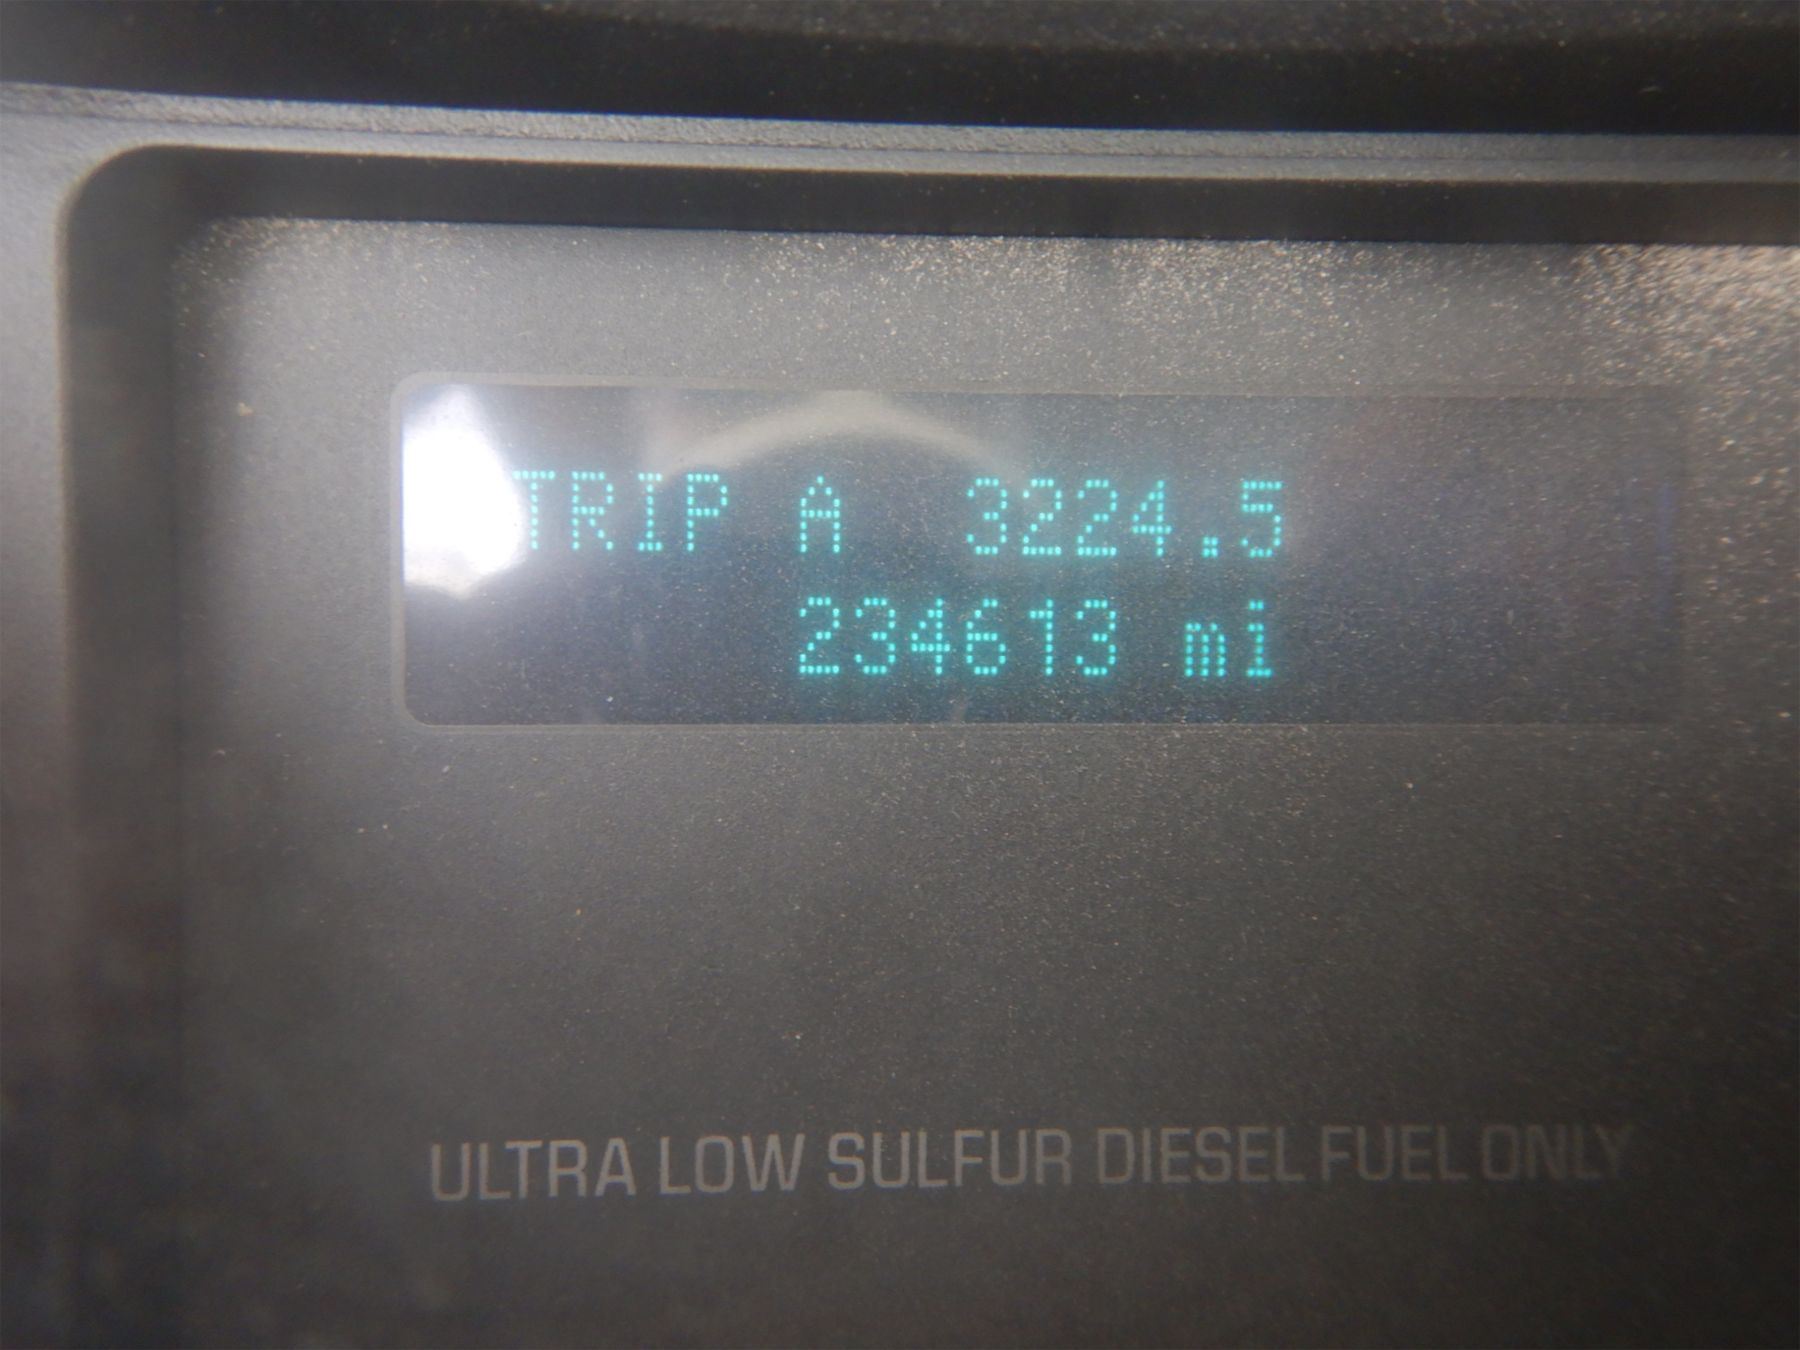 TRIP A 3224.5
234613 mi
ULTRA LOW SULFUR DIESEL FUEL ONLY